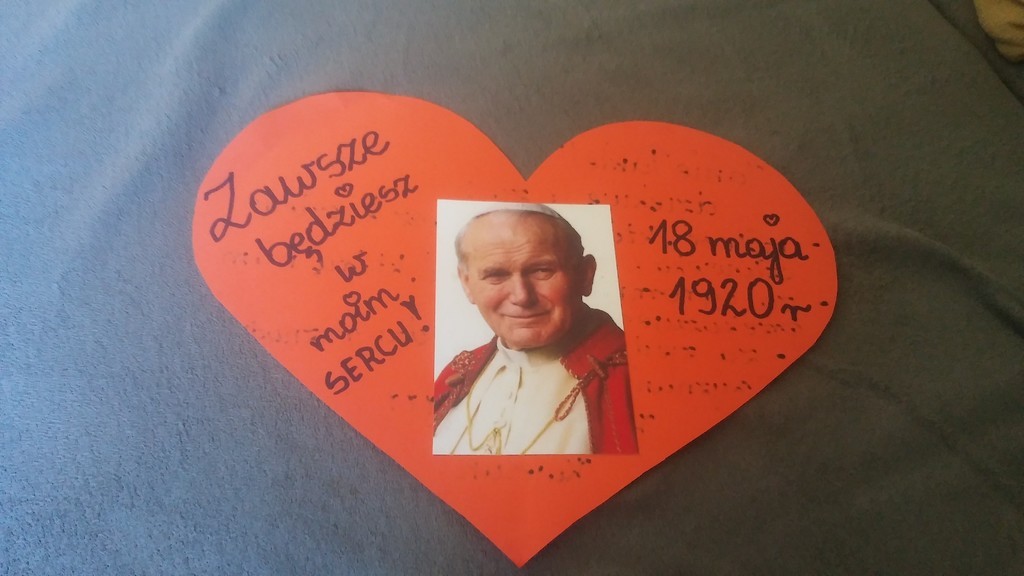 Zawsze
będziesz
w
moim
SERCU!
18 maja
1920 r